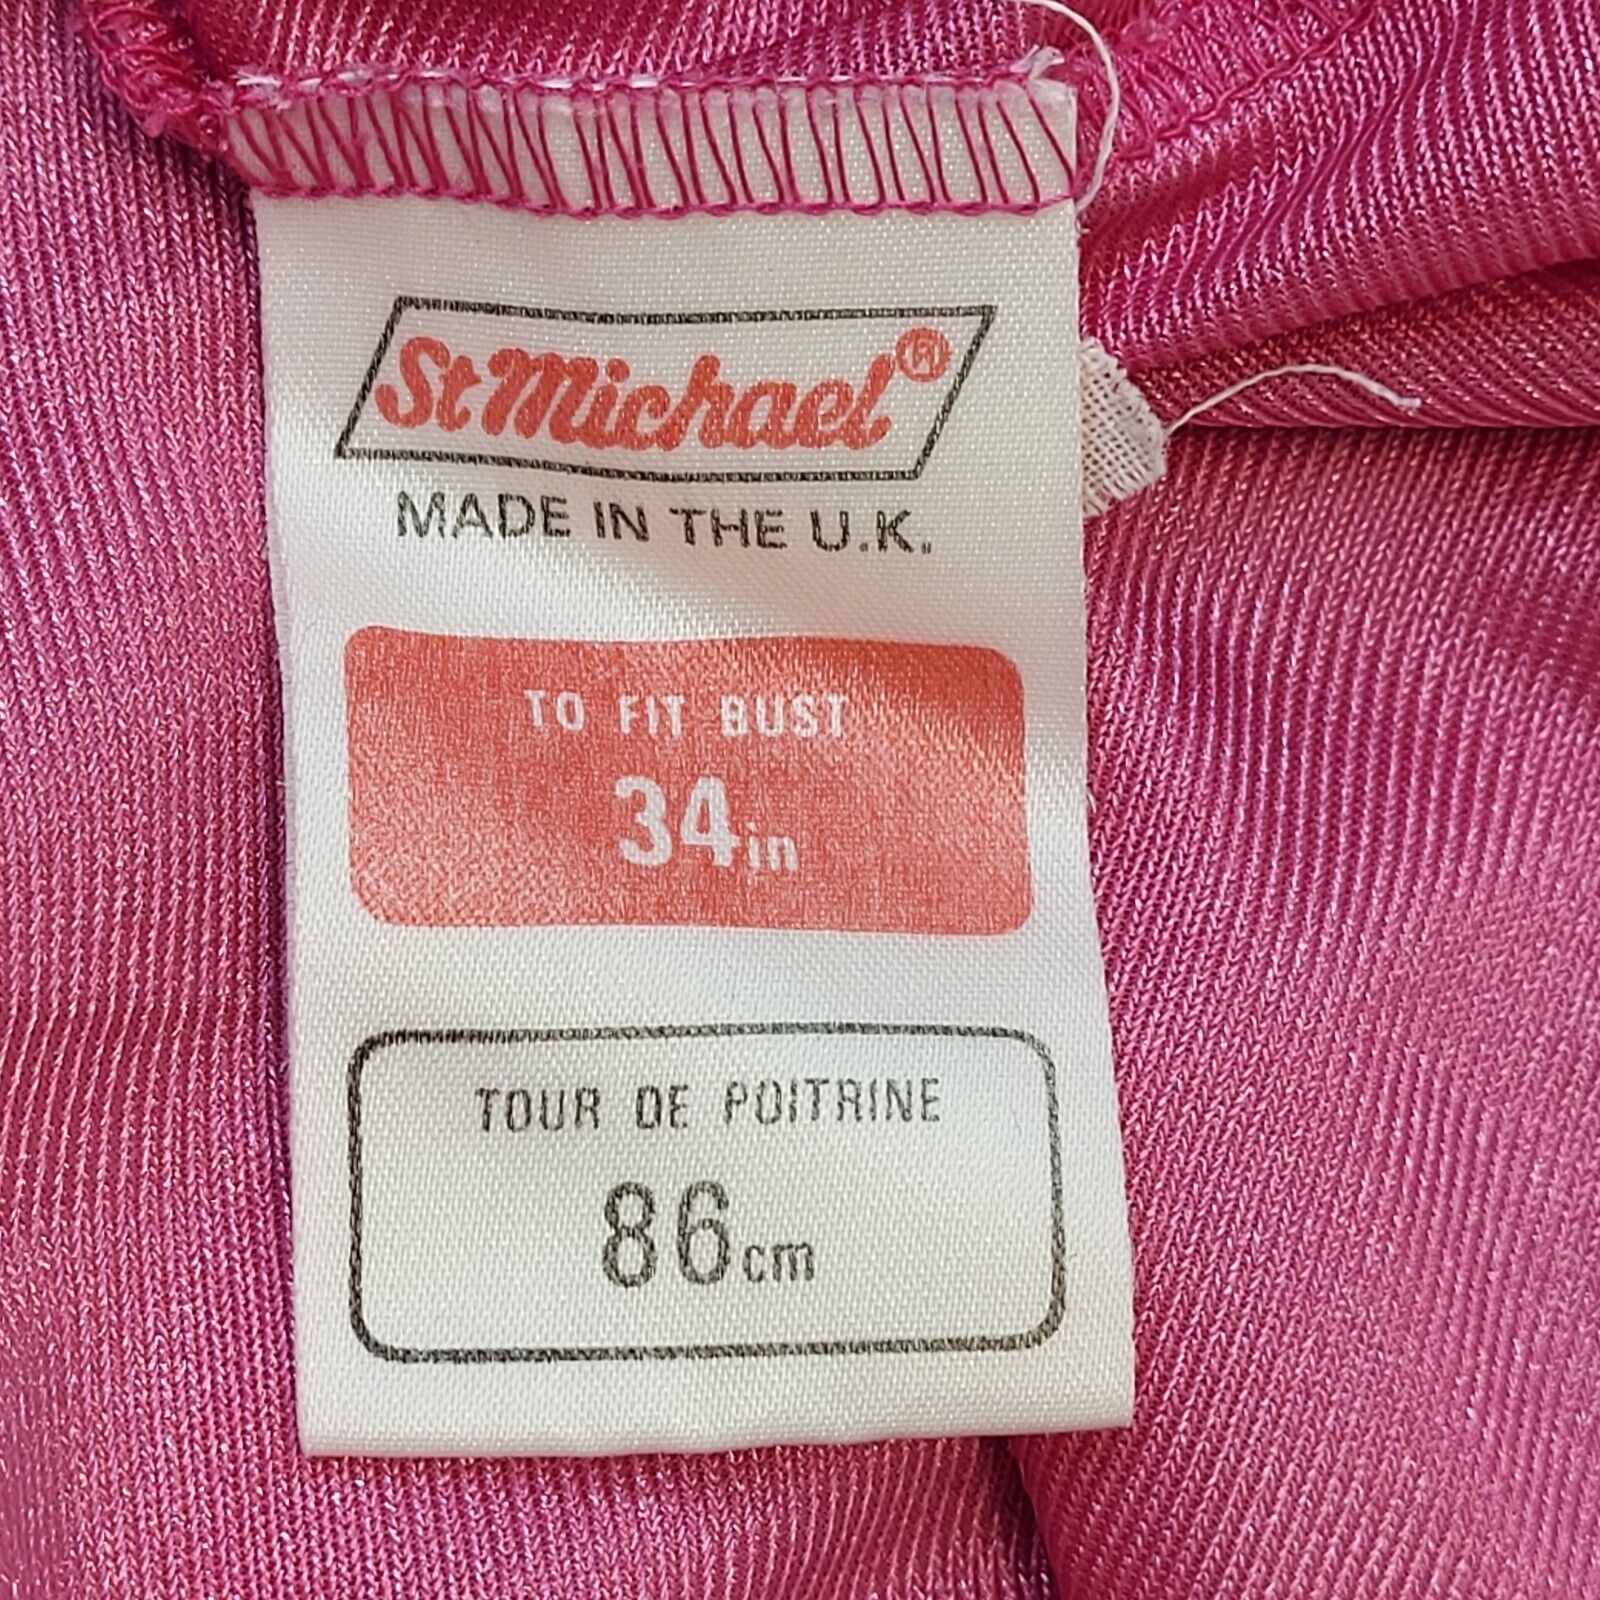 St Michael®
MADE IN THE U.K.
TO FIT BUST
34in
TOUR DE POITRINE
86cm